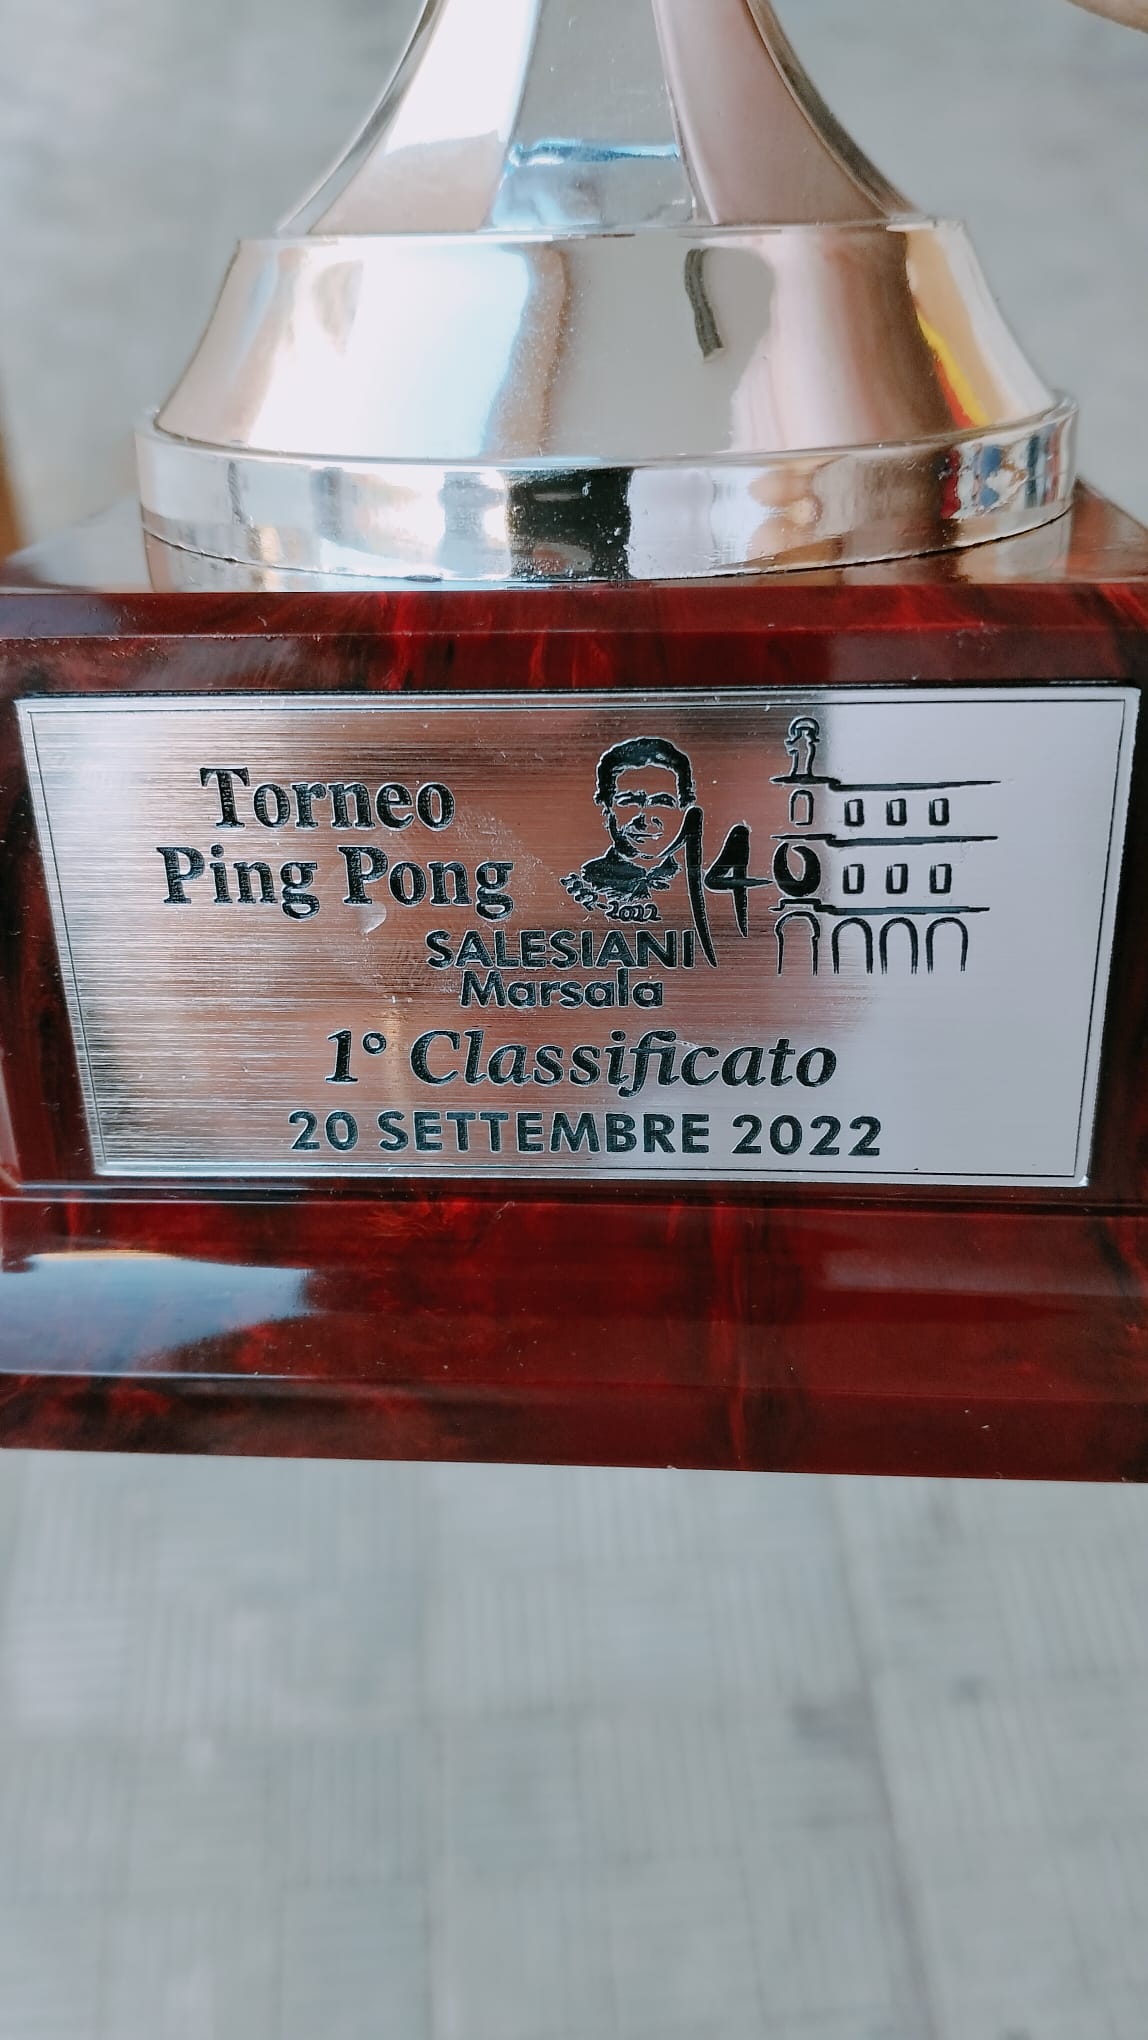 Torneo
Ping Pong
140
SALESIANI
Marsala
1° Classificato
20 SETTEMBRE 2022